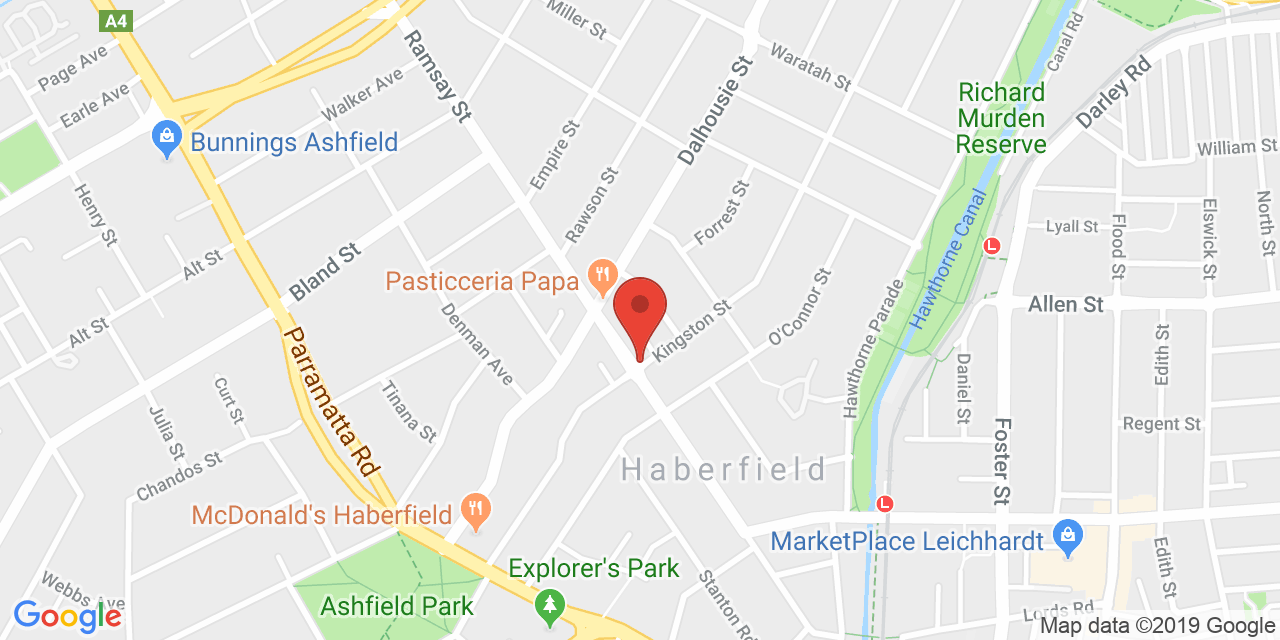 A4
Miller St
Page Ave
Ramsay St
Canal Rd
Waratah St
Darley Rd
Earle Ave
Walker Ave
Dalhousie St
Richard
Murden
Reserve
Bunnings Ashfield
Empire St
William St
Henry St
Rawson St
Forrest St
Lyall St
Flood St
Elswick St
North St
Alt St
Bland St
Hawthorne Canal
Pasticceria Papa
O'Connor St
Hawthorne Parade
Allen St
Alt St
Denman Ave
Kingston St
Edith St
Parramatta Rd
Curt St
Tinana St
Daniel St
Julia St
Regent St
Chandos St
Foster St
Haberfield
McDonald's Haberfield
MarketPlace Leichhardt
Explorer's Park
Edith St
Webbs Ave
Ashfield Park
Stanton Rd
Lords Rd
Google
Map data ©2019 Google